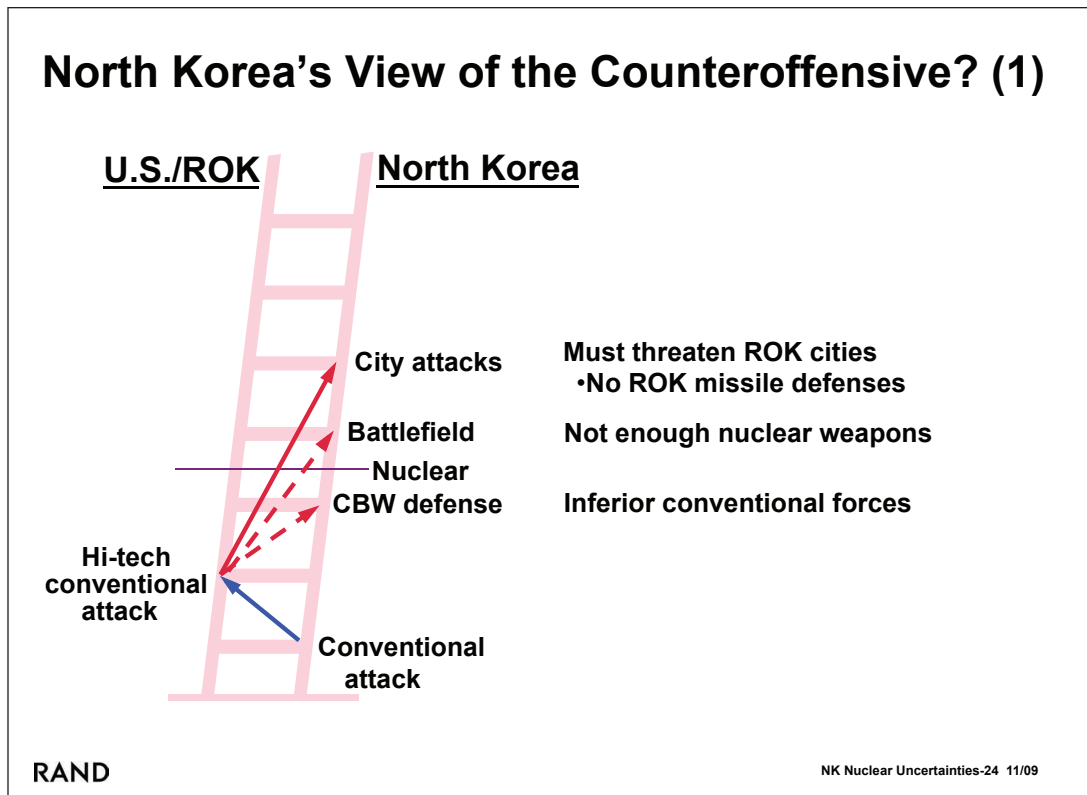 North Korea's View of the Counteroffensive? (1)
U.S./ROK
North Korea
City attacks
Must threaten ROK cities
•No ROK missile defenses
Battlefield
Not enough nuclear weapons
Nuclear
CBW defense
Inferior conventional forces
Hi-tech
conventional
attack
Conventional
attack
RAND
NK Nuclear Uncertainties-24 11/09